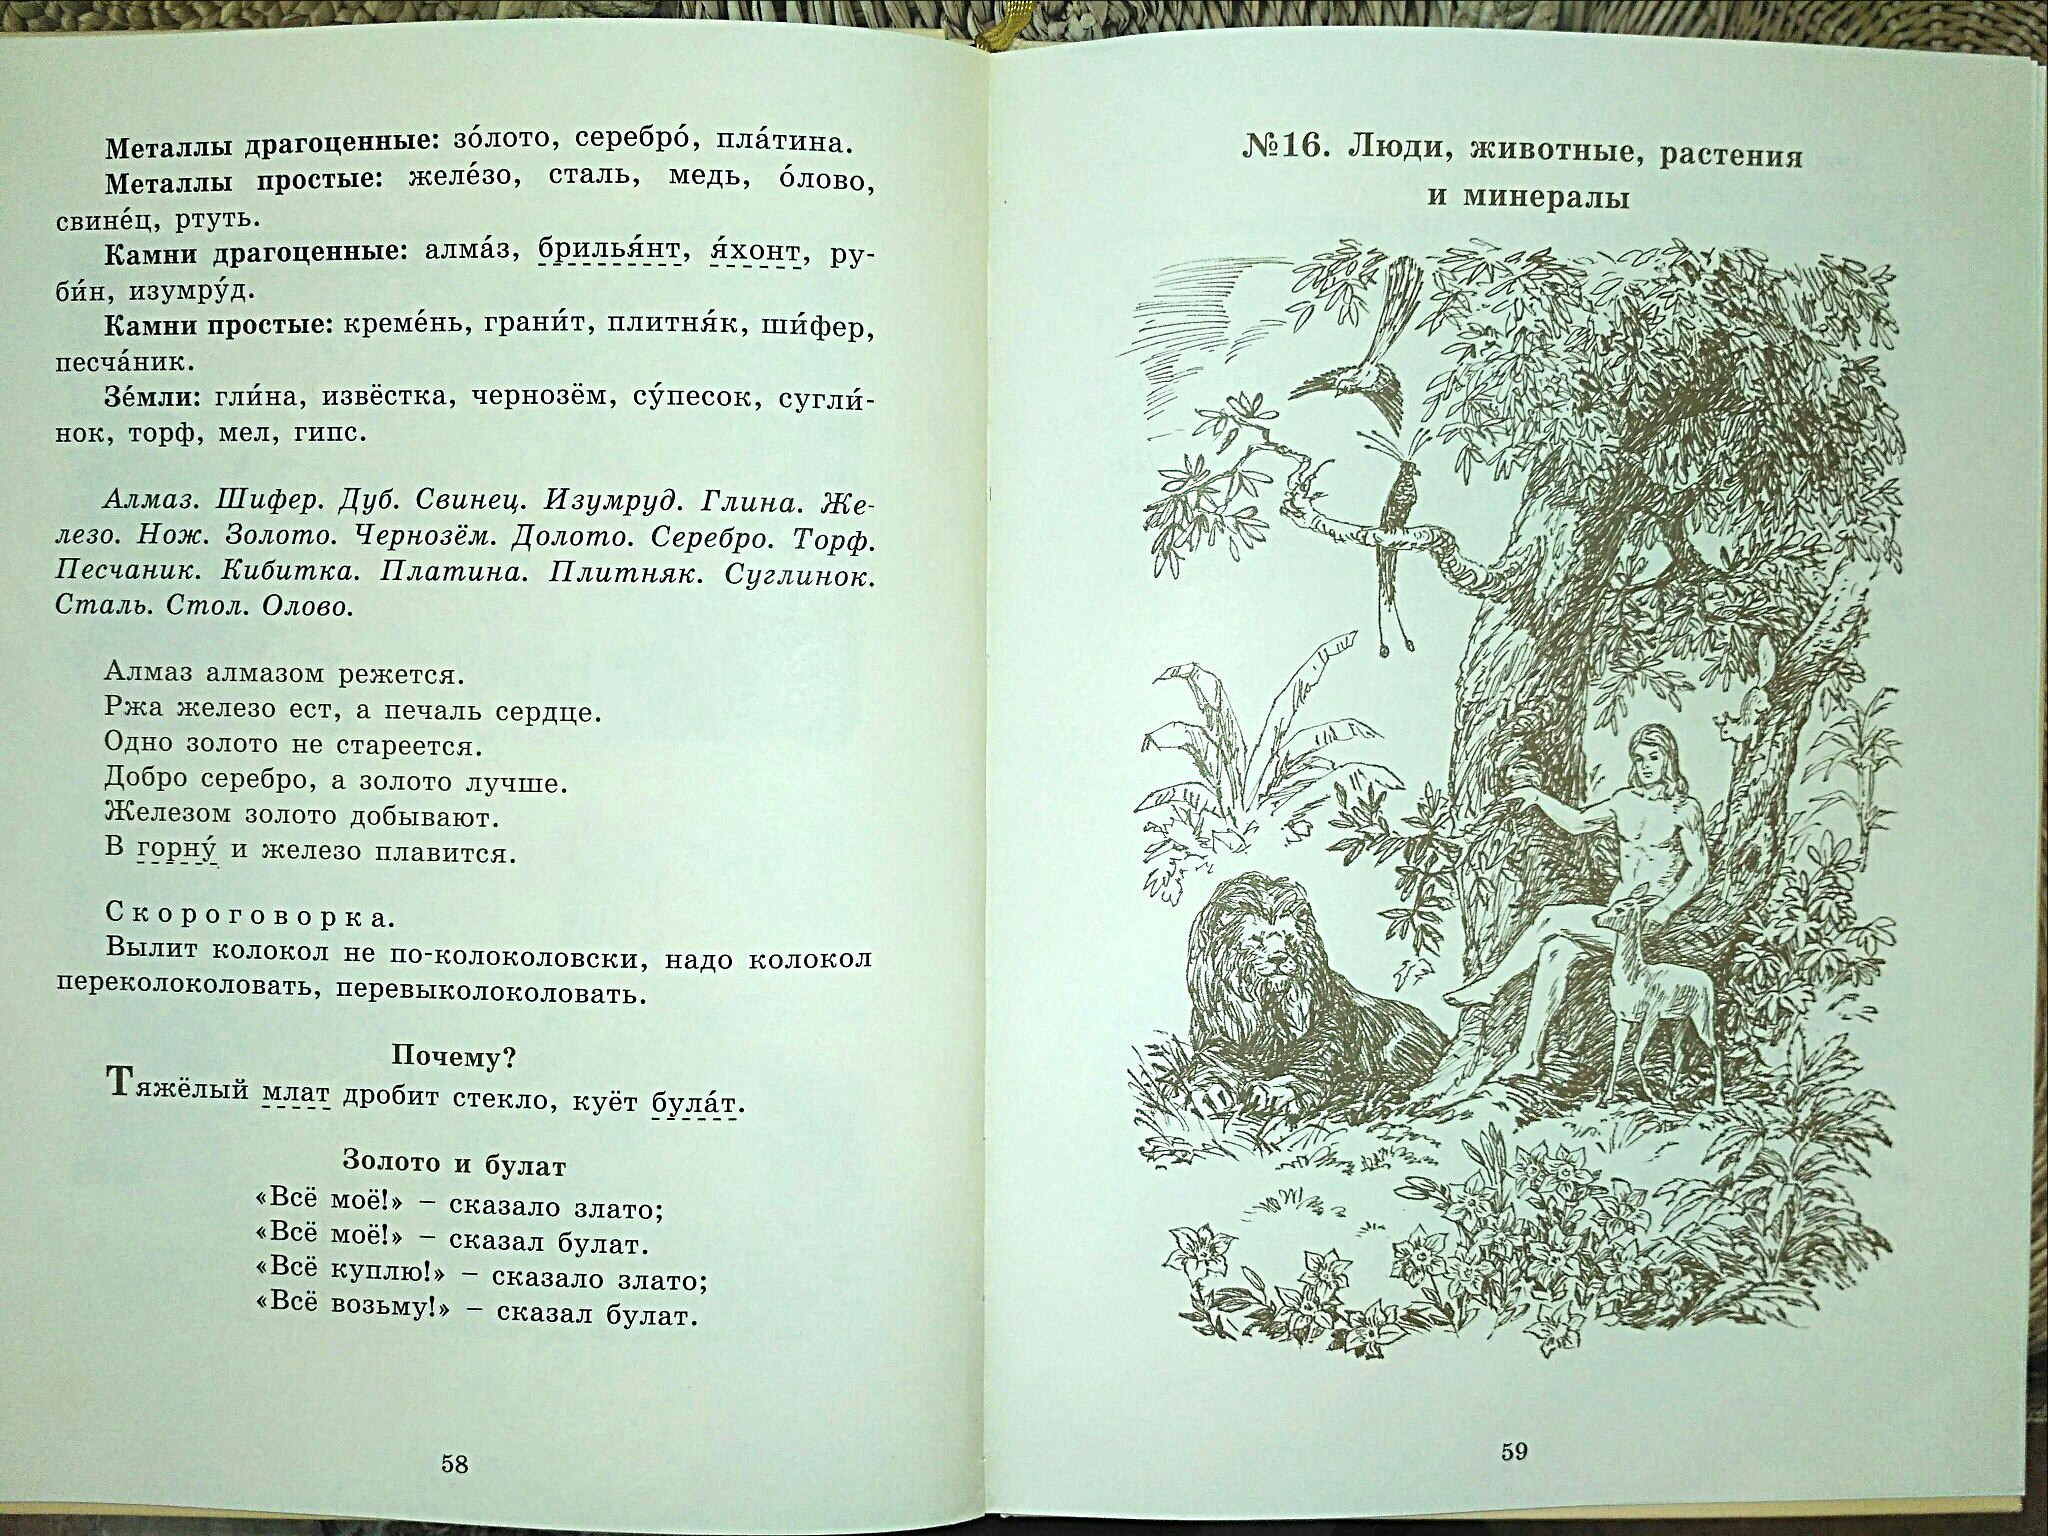 Металлы драгоценные: зо́лото, серебро́, пла́тина.
Металлы простые: желе́зо, сталь, медь, о́лово,
свине́ц, ртуть.
Камни драгоценные: алма́з, брилья́нт, я́хонт, ру-
би́н, изумру́д.
Камни простые: креме́нь, грани́т, плитня́к, ши́фер,
песча́ник.
Зе́мли: гли́на, извёстка, чернозём, су́песок, сугли́-
нок, торф, мел, гипс.
Алмаз. Шифер. Дуб. Свинец. Изумруд. Глина. Же-
лезо. Нож. Золото. Чернозём. Долото. Серебро. Торф.
Песчаник. Кибитка. Платина. Плитняк. Суглинок.
Сталь. Стол. Олово.
Алмаз алмазом режется.
Ржа железо ест, а печаль сердце.
Одно золото не стареется.
Добро серебро, а золото лучше.
Железом золото добывают.
В горну́ и железо плавится.
Скороговорка.
Вылит колокол не по-колоколовски, надо колокол
переколоколовать, перевыколоколовать.
Почему?
Тяжёлый млат дробит стекло, куёт була́т.
Золото и булат
«Всё моё!» – сказало злато;
«Всё моё!» – сказал булат.
«Всё куплю!» – сказало злато;
«Всё возьму!» – сказал булат.
58
№16. Люди, животные, растения
и минералы
59